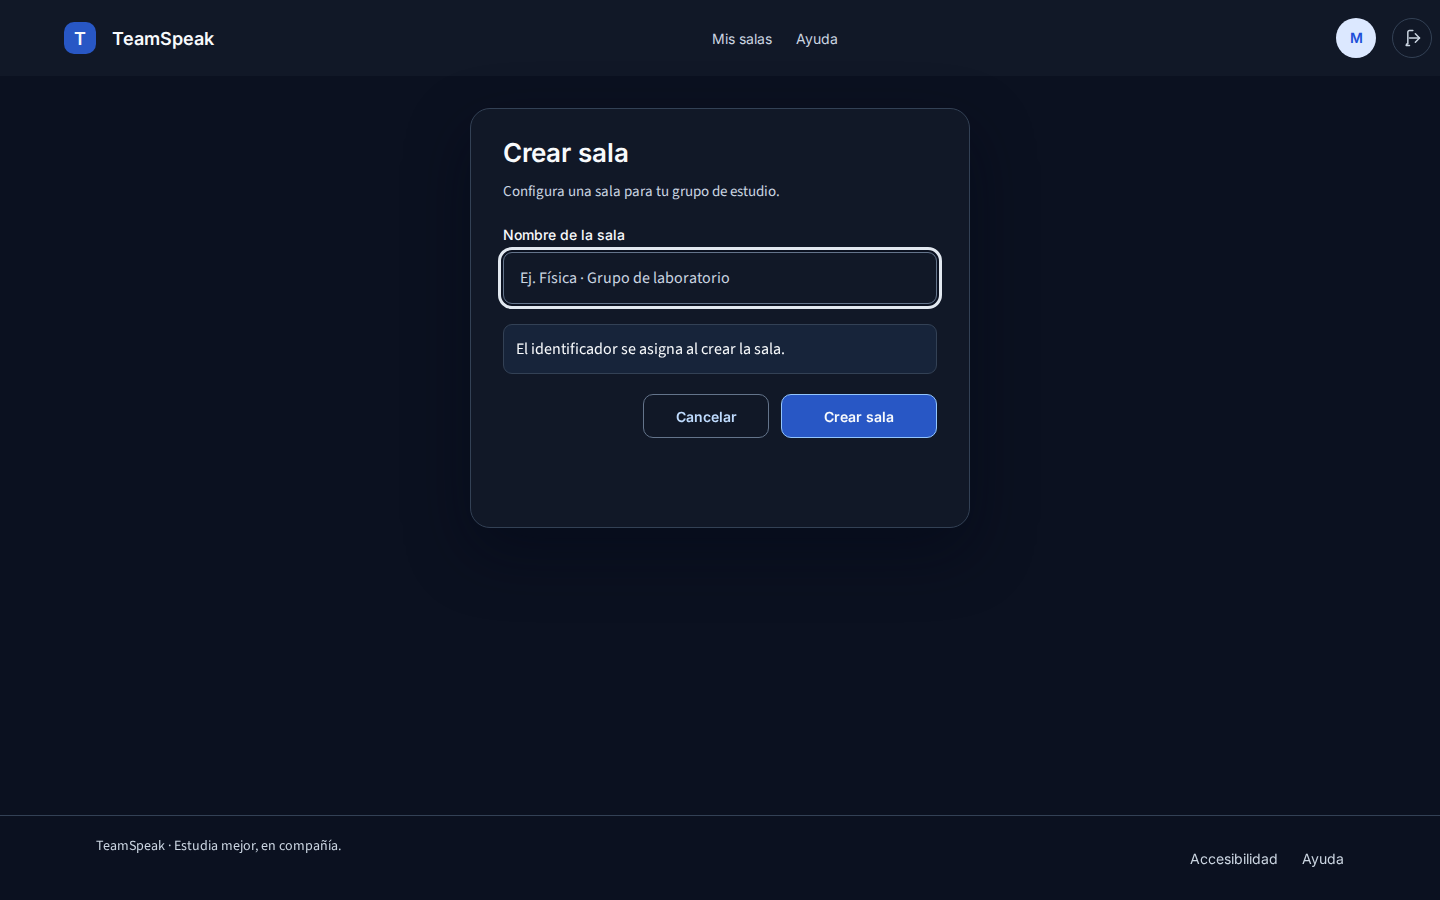 T TeamSpeak
Mis salas Ayuda
M
Crear sala
Configura una sala para tu grupo de estudio.
Nombre de la sala
Ej. Física · Grupo de laboratorio
El identificador se asigna al crear la sala.
Cancelar Crear sala
TeamSpeak · Estudia mejor, en compañía.
Accesibilidad Ayuda